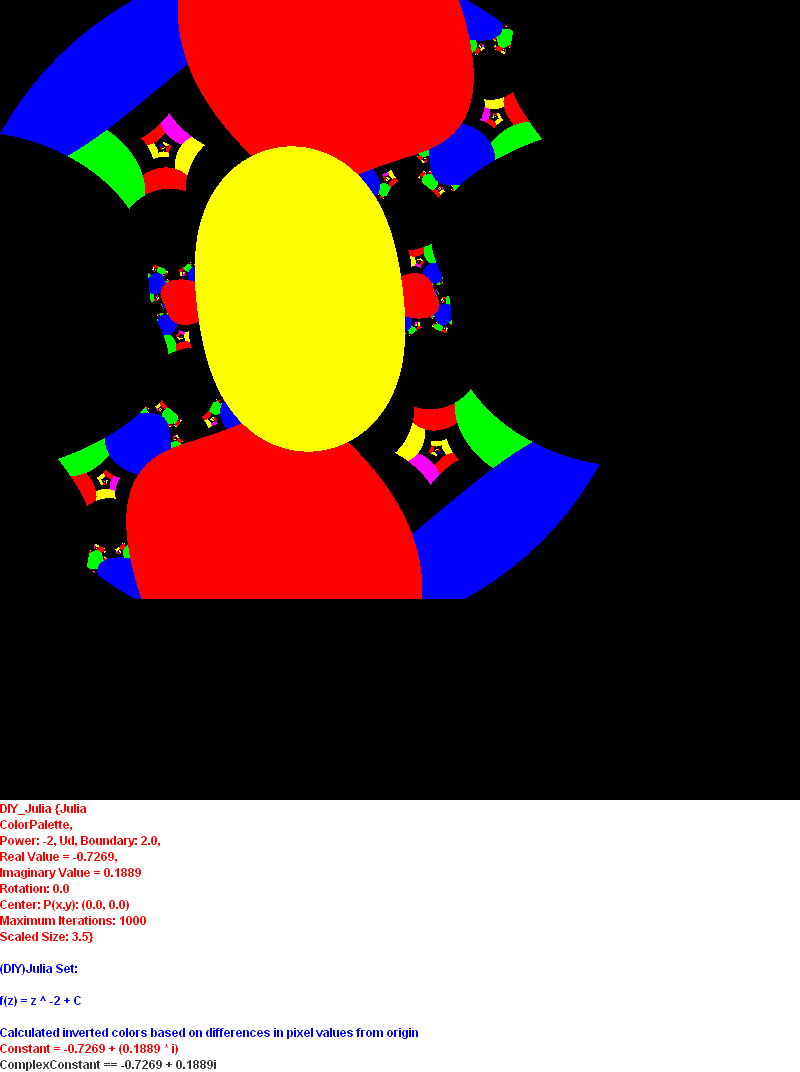 DIY_Julia {Julia
ColorPalette,
Power: -2, Ud, Boundary: 2.0,
Real Value = -0.7269,
Imaginary Value = 0.1889
Rotation: 0.0
Center: P(x,y): (0.0, 0.0)
Maximum Iterations: 1000
Scaled Size: 3.5}
(DIY)Julia Set:
f(z) = z ^ -2 + C
Calculated inverted colors based on differences in pixel values from origin
Constant = -0.7269 + (0.1889 * i)
ComplexConstant == -0.7269 + 0.1889i